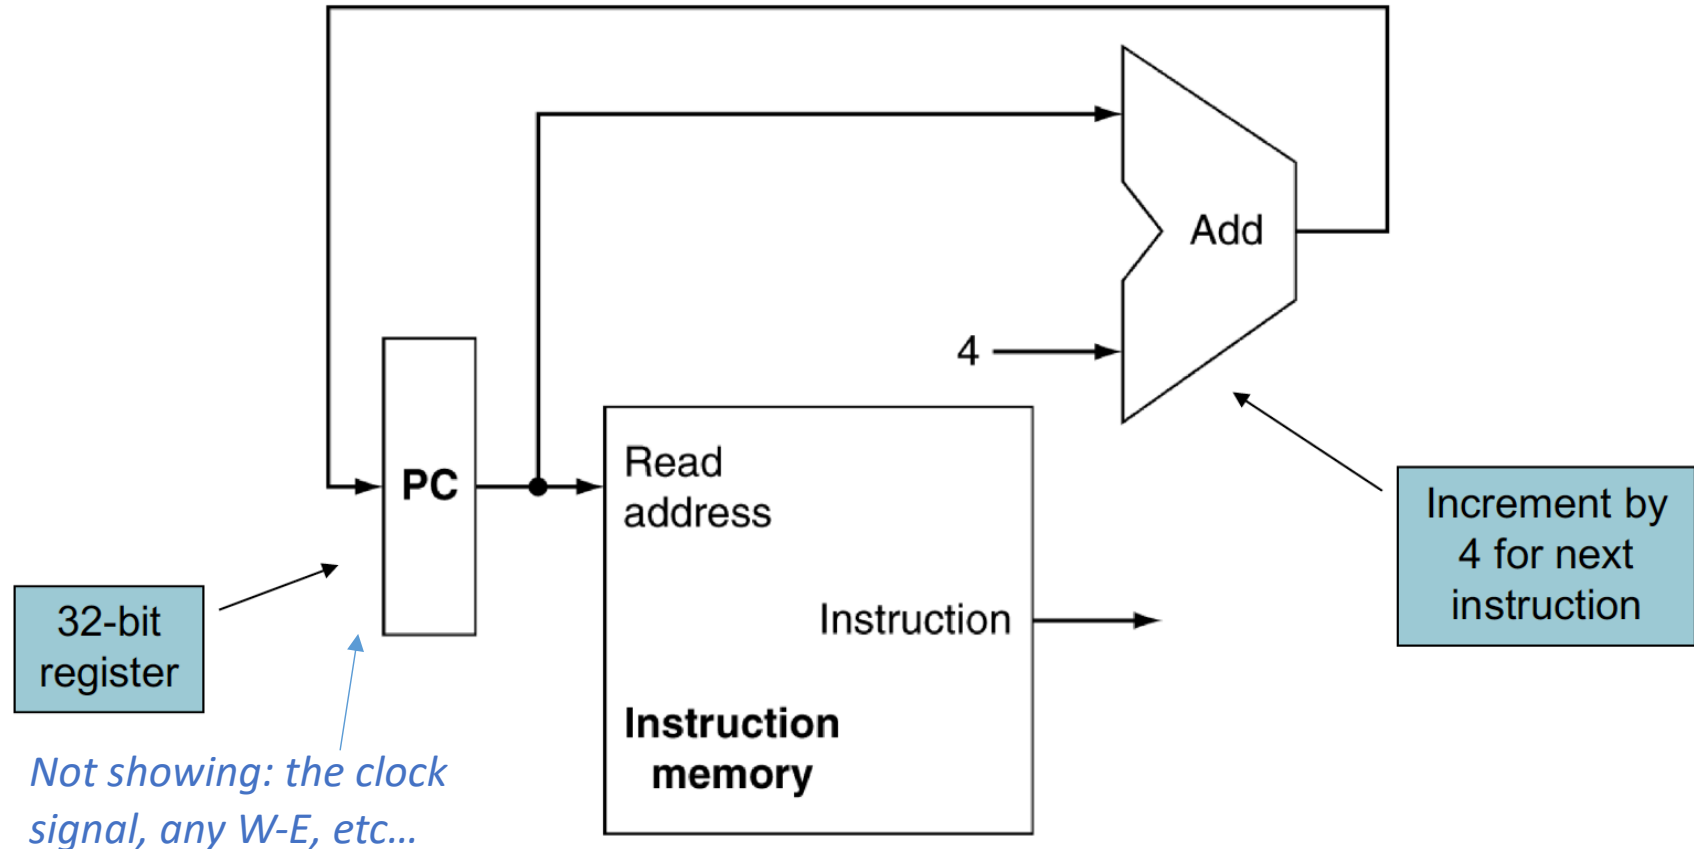 Add
4
PC
Read
address
Increment by
4 for next
instruction
32-bit
register
Instruction
Instruction
memory
Not showing: the clock
signal, any W-E, etc...